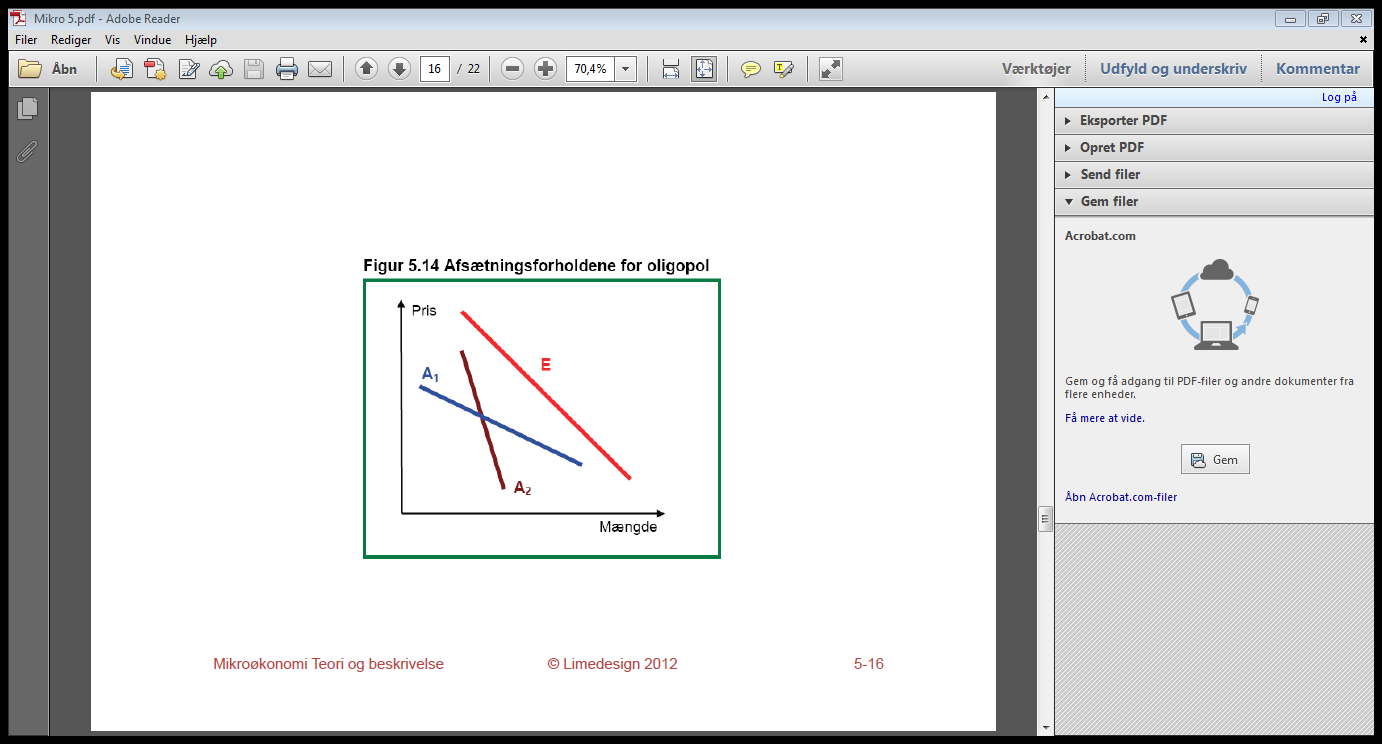 Mikro 5.pdf - Adobe Reader
Filer Rediger Vis Vindue Hjælp
Åbn 16 / 22 70,4% Værktøjer Udfyld og underskriv Kommentar
Log på
Eksporter PDF
Opret PDF
Send filer
Gem filer
Acrobat.com
Gem og få adgang til PDF-filer og andre dokumenter fra
flere enheder.
Få mere at vide.
Gem
Åbn Acrobat.com-filer
Figur 5.14 Afsætningsforholdene for oligopol
Pris
E
A1
A2
Mængde
Mikroøkonomi Teori og beskrivelse © Limedesign 2012 5-16